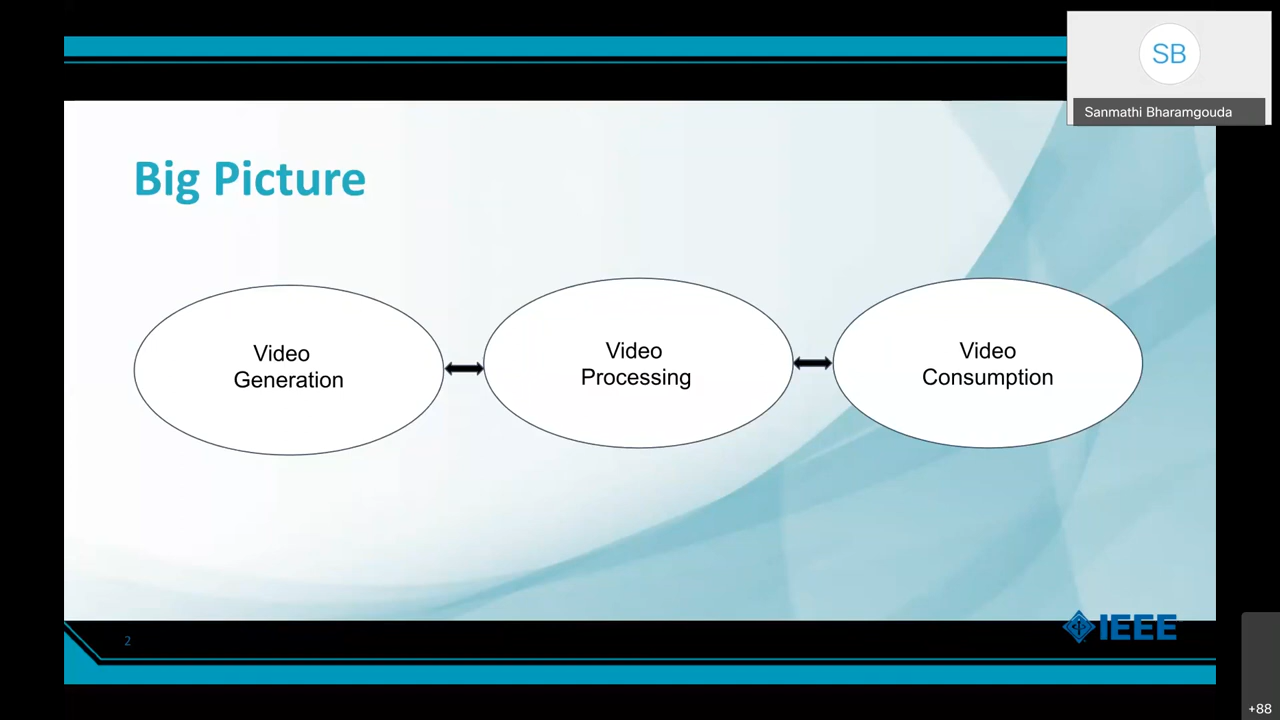 SB
Sanmathi Bharamgouda
Big Picture
Video
Generation
Video
Processing
Video
Consumption
2
IEEE
+88